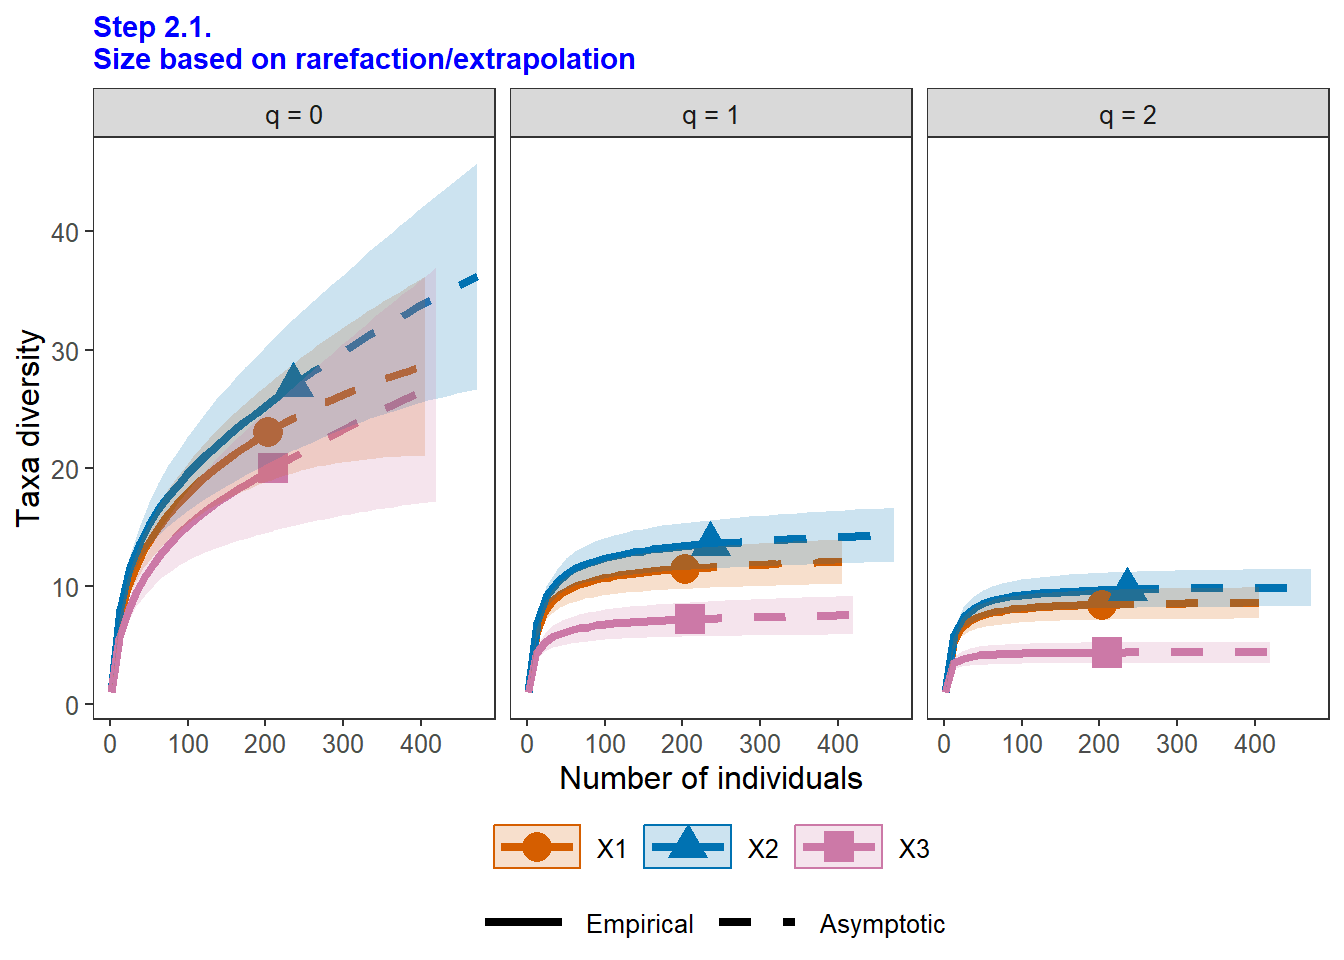 Step 2.1.
Size based on rarefaction/extrapolation
q = 0
q = 1
q = 2
Taxa diversity
40
30
20
10
0
0 100 200 300 400
0 100 200 300 400
0 100 200 300 400
Number of individuals
X1 X2 X3
Empirical Asymptotic